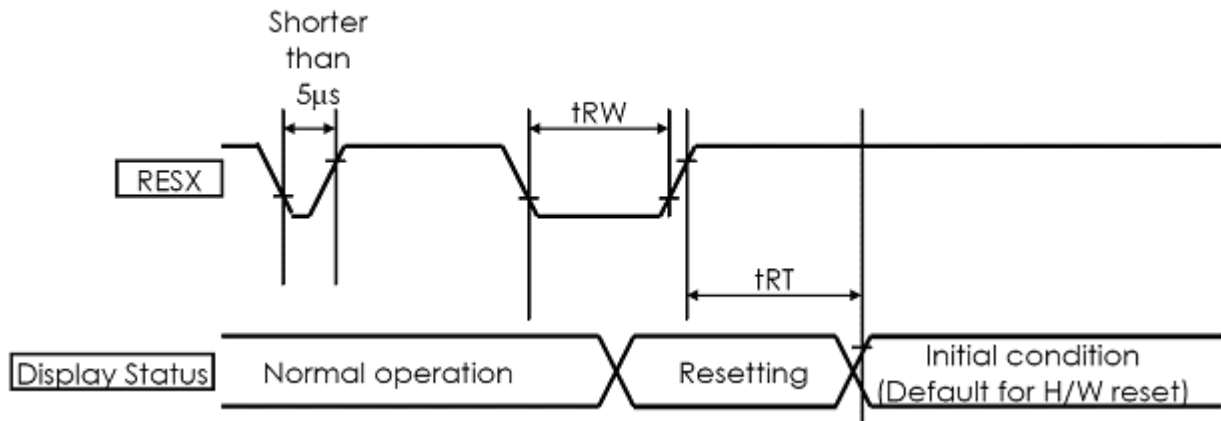 Shorter
than
5μs
tRW
RESX
tRT
Display Status
Normal operation
Resetting
Initial condition
(Default for H/W reset)